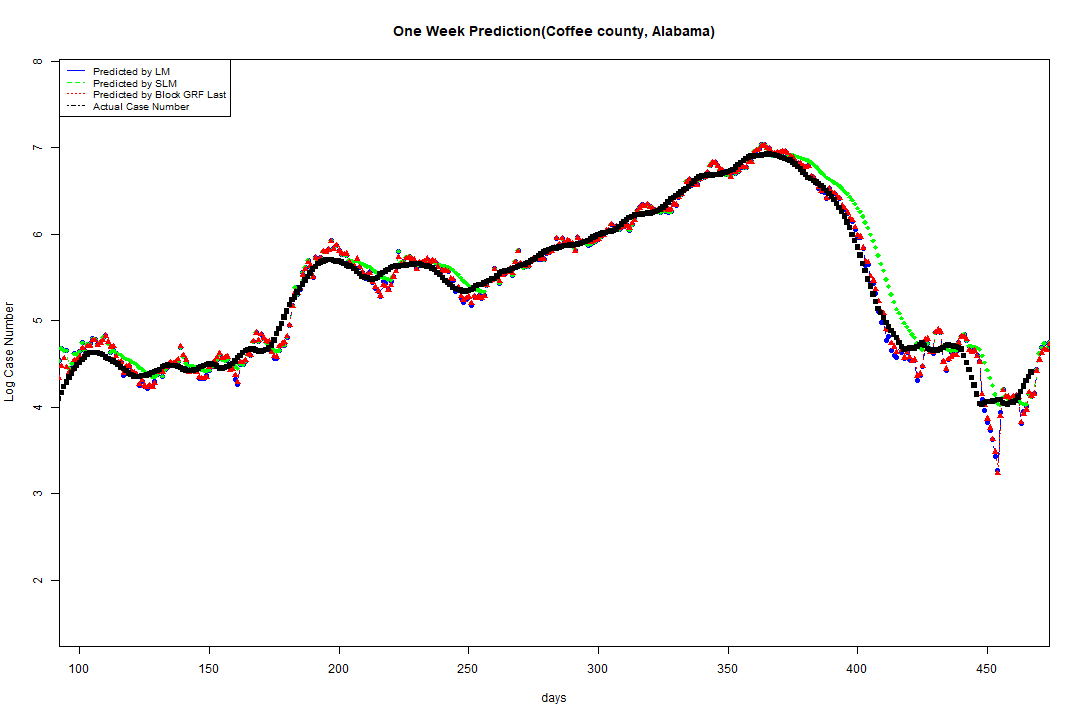 One Week Prediction(Coffee county, Alabama)
Predicted by LM
Predicted by SLM
Predicted by Block GRF Last
Actual Case Number
8
7
6
5
4
3
2
Log Case Number
100 150 200 250 300 350 400 450
days